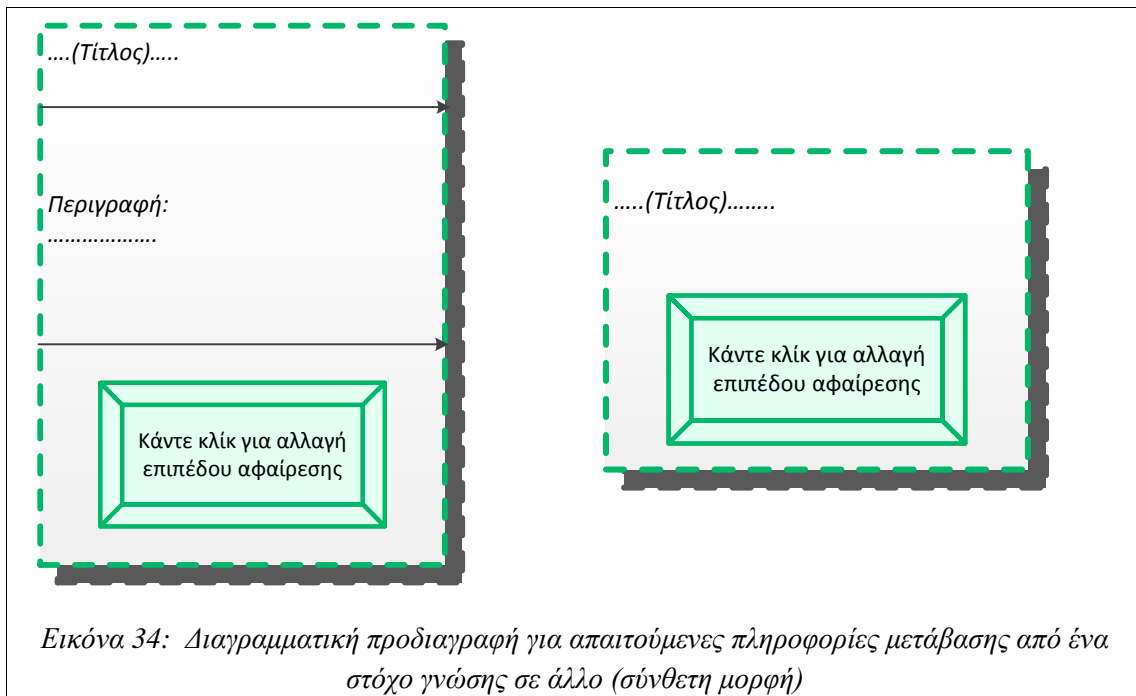 ....(Τίτλος).....
Περιγραφή:
...................
Κάντε κλίκ για αλλαγή
επιπέδου αφαίρεσης
.....(Τίτλος)........
Κάντε κλίκ για αλλαγή
επιπέδου αφαίρεσης
Εικόνα 34: Διαγραμματική προδιαγραφή για απαιτούμενες πληροφορίες μετάβασης από ένα
στόχο γνώσης σε άλλο (σύνθετη μορφή)